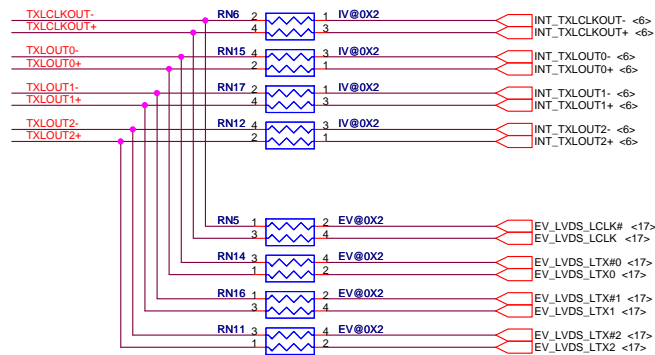 TXLCLKOUT- RN6 2 1 IV@0X2 INT_TXLCLKOUT- <6>
TXLCLKOUT+ 4 3 INT_TXLCLKOUT+ <6>
TXLOUT0- RN15 4 3 IV@0X2 INT_TXLOUT0- <6>
TXLOUT0+ 2 1 INT_TXLOUT0+ <6>
TXLOUT1- RN17 2 1 IV@0X2 INT_TXLOUT1- <6>
TXLOUT1+ 4 3 INT_TXLOUT1+ <6>
TXLOUT2- RN12 4 3 IV@0X2 INT_TXLOUT2- <6>
TXLOUT2+ 2 1 INT_TXLOUT2+ <6>
RN5 1 2 EV@0X2 EV_LVDS_LCLK# <17>
3 4 EV_LVDS_LCLK <17>
RN14 3 4 EV@0X2 EV_LVDS_LTX#0 <17>
1 2 EV_LVDS_LTX0 <17>
RN16 1 2 EV@0X2 EV_LVDS_LTX#1 <17>
3 4 EV_LVDS_LTX1 <17>
RN11 3 4 EV@0X2 EV_LVDS_LTX#2 <17>
1 2 EV_LVDS_LTX2 <17>